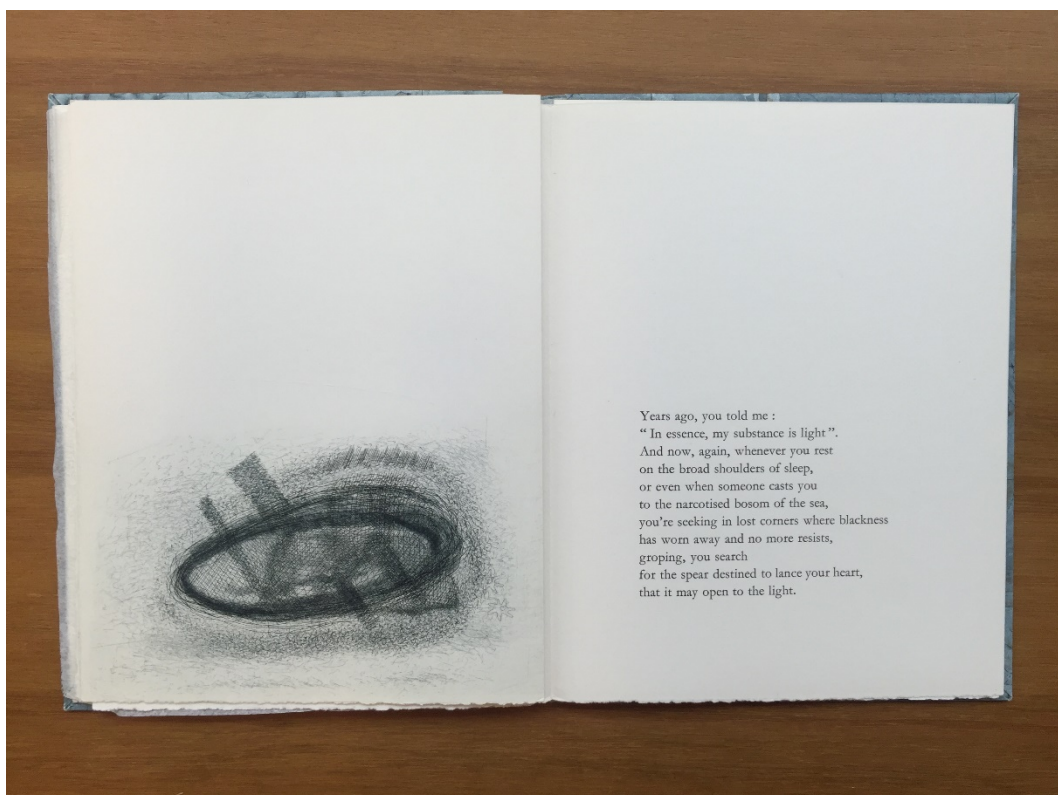 Years ago, you told me :
“ In essence, my substance is light ”.
And now, again, whenever you rest
on the broad shoulders of sleep,
or even when someone casts you
to the narcotised bosom of the sea,
you’re seeking in lost corners where blackness
has worn away and no more resists,
groping, you search
for the spear destined to lance your heart,
that it may open to the light.